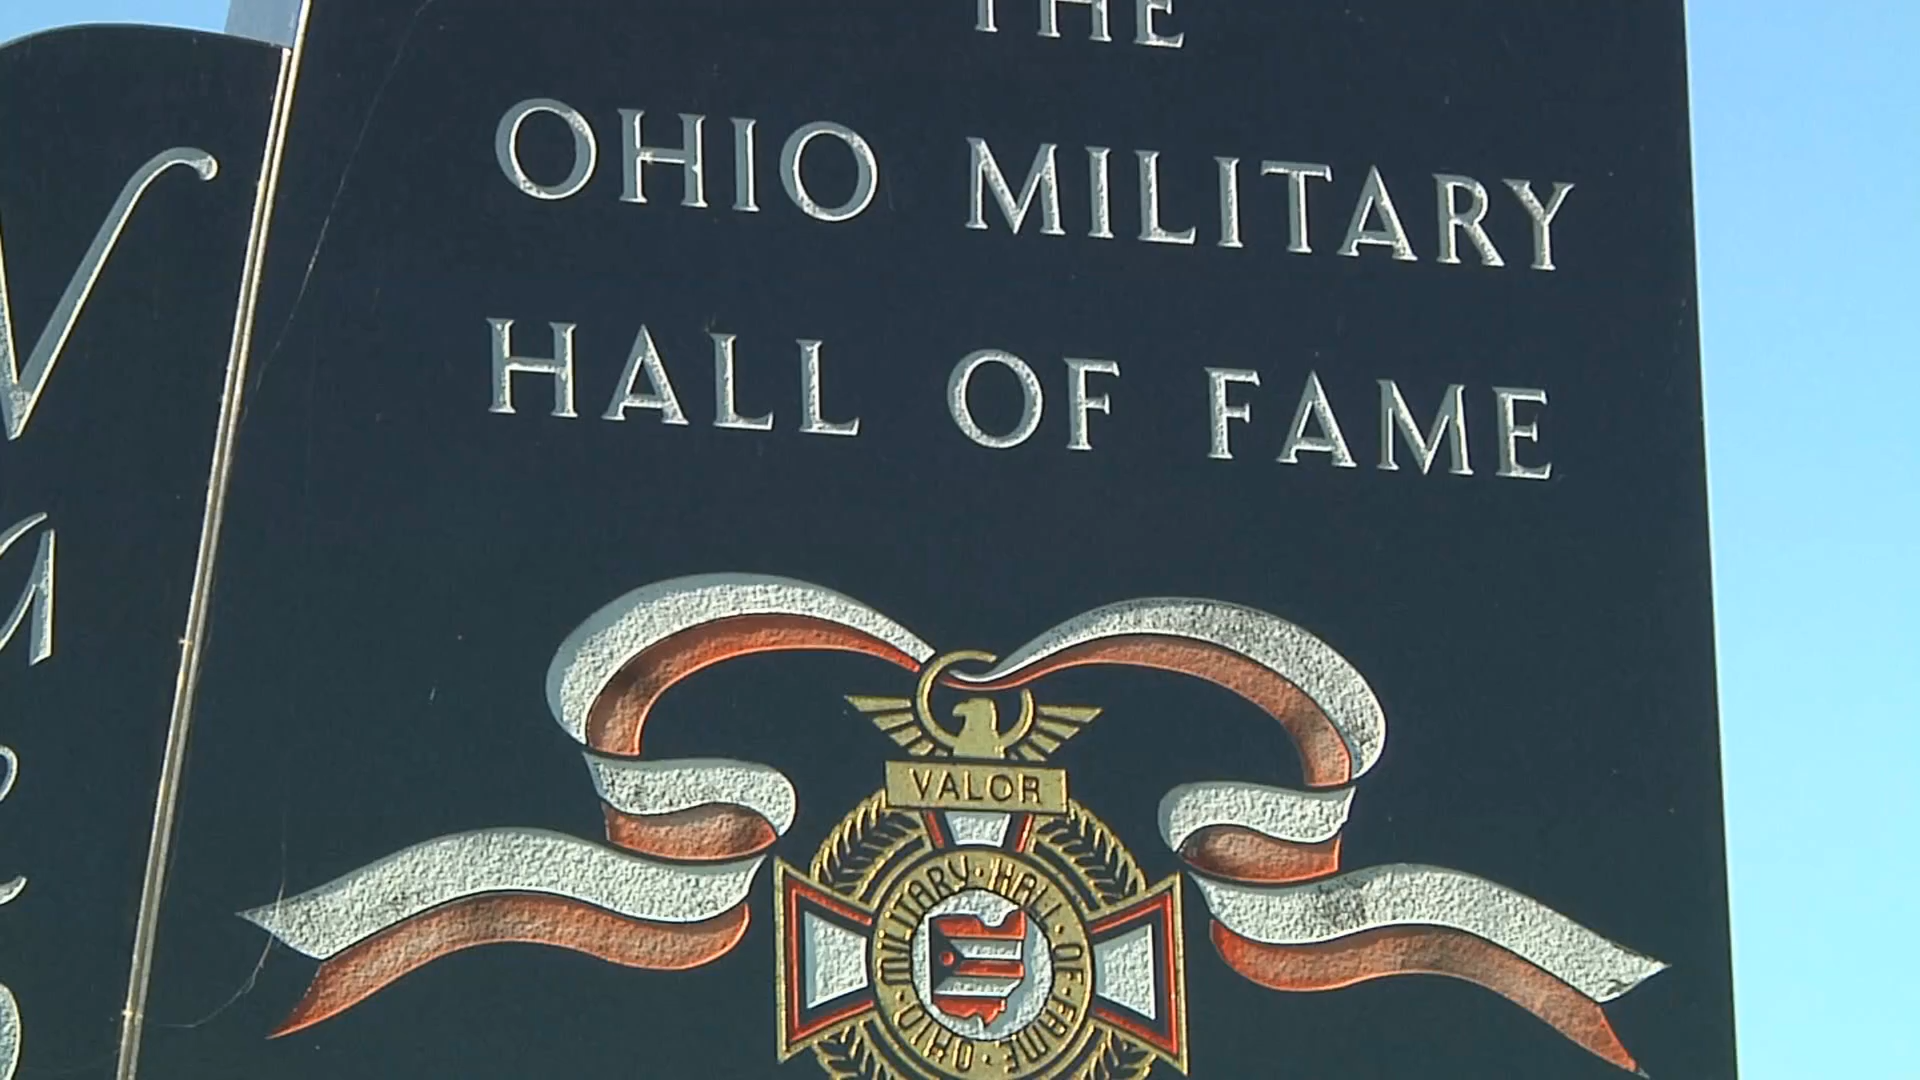 THE
OHIO MILITARY
HALL OF FAME
VALOR
OHIO · MILITARY · HALL · OF · FAME ·